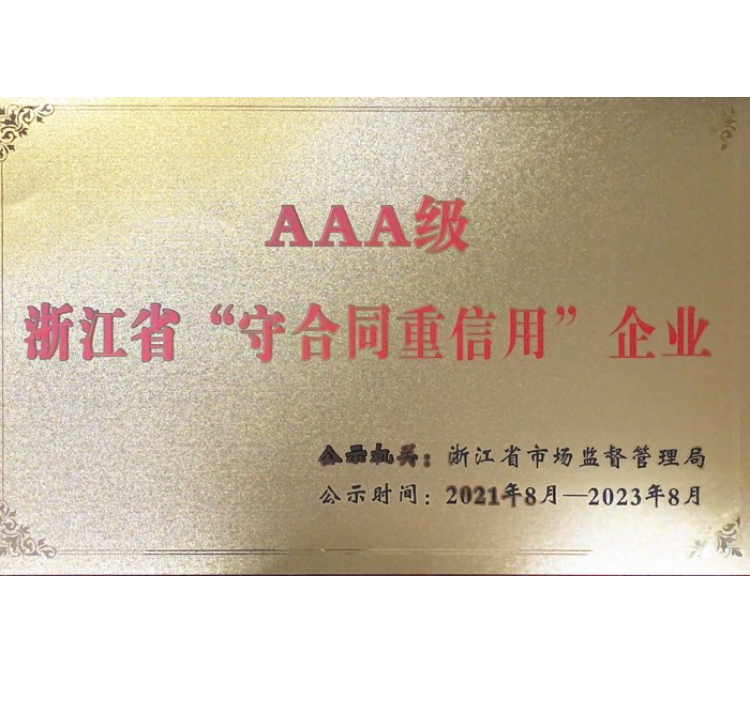 AAA级
浙江省“守合同重信用”企业
公示机关：浙江省市场监督管理局
公示时间：2021年8月—2023年8月